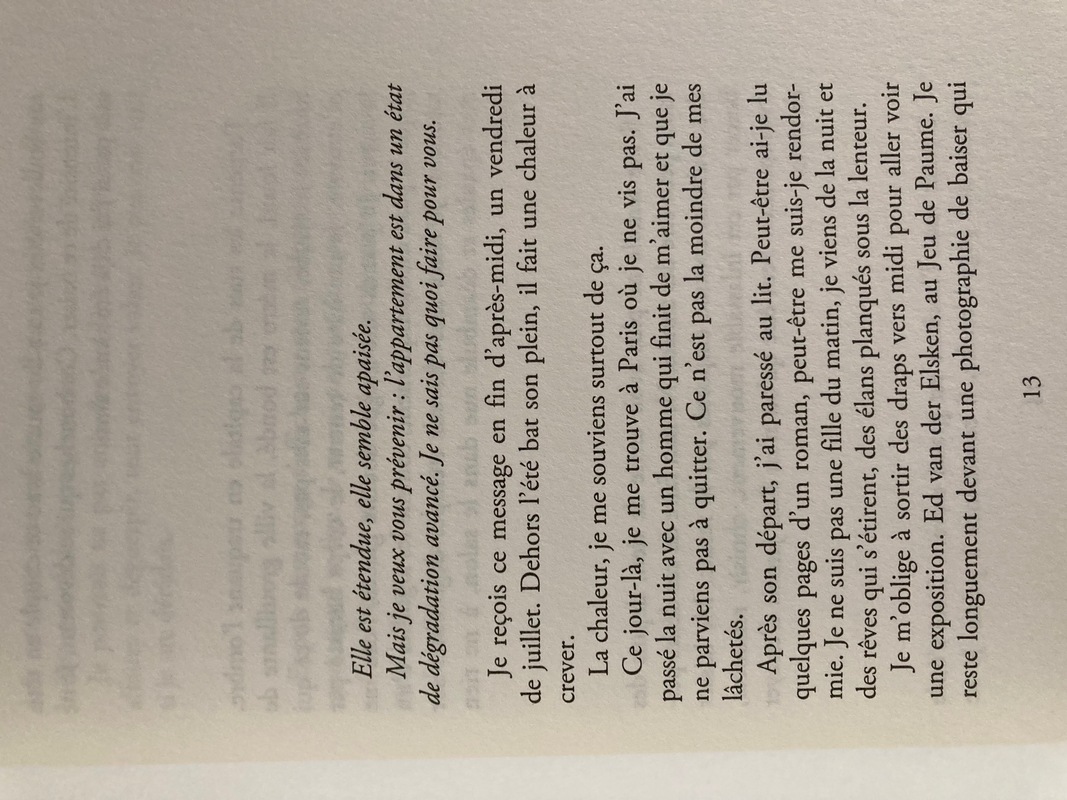 Elle est étendue, elle semble apaisée.
Mais je veux vous prévenir : l’appartement est dans un état
de dégradation avancé. Je ne sais pas quoi faire pour vous.
Je reçois ce message en fin d’après-midi, un vendredi
de juillet. Dehors l’été bat son plein, il fait une chaleur à
crever.
La chaleur, je me souviens surtout de ça.
Ce jour-là, je me trouve à Paris où je ne vis pas. J’ai
passé la nuit avec un homme qui finit de m’aimer et que je
ne parviens pas à quitter. Ce n’est pas la moindre de mes
lâchetés.
Après son départ, j’ai paressé au lit. Peut-être ai-je lu
quelques pages d’un roman, peut-être me suis-je rendor-
mie. Je ne suis pas une fille du matin, je viens de la nuit et
des rêves qui s’étirent, des élans planqués sous la lenteur.
Je m’oblige à sortir des draps vers midi pour aller voir
une exposition. Ed van der Elsken, au Jeu de Paume. Je
reste longuement devant une photographie de baiser qui
13